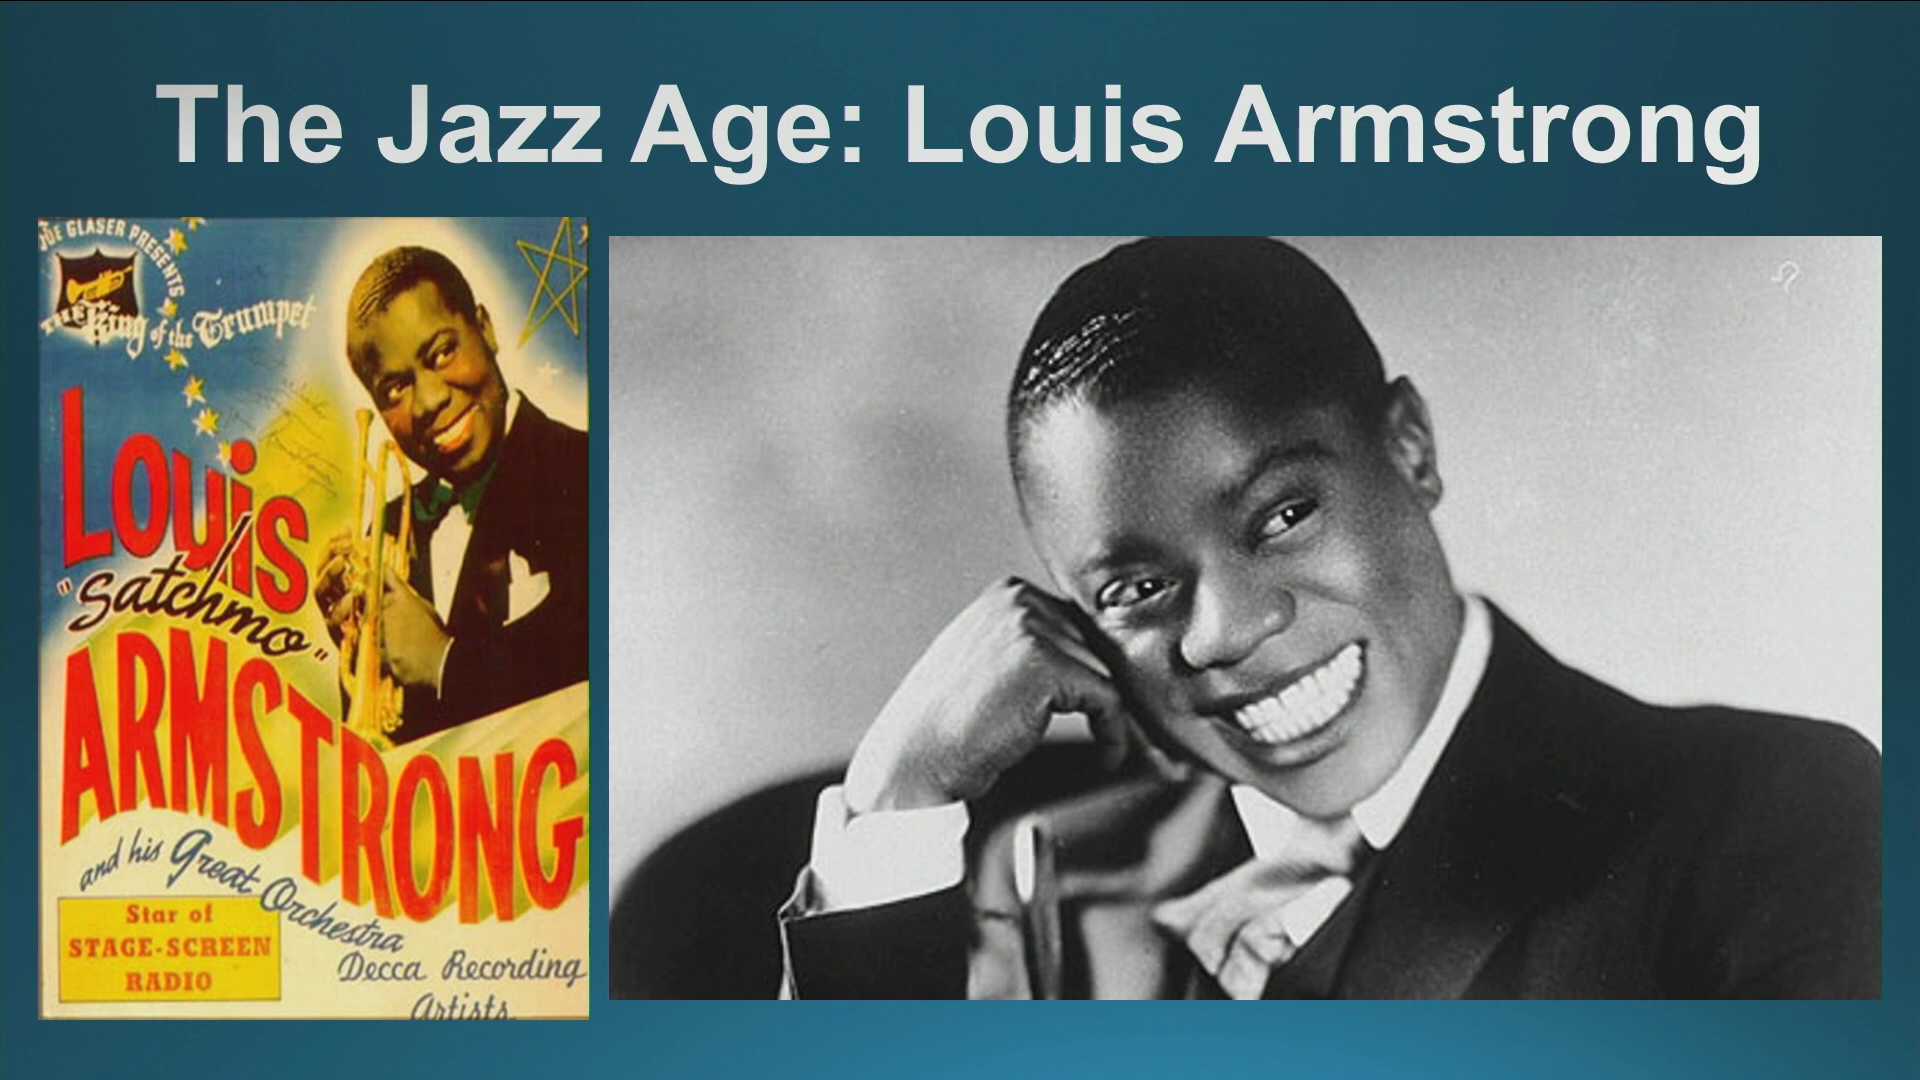 The Jazz Age: Louis Armstrong
JOE GLASER PRESENTS
THE King of the Trumpet
Louis
"Satchmo"
ARMSTRONG
and his Great Orchestra
Star of
STAGE-SCREEN
RADIO
Decca Recording
Artists